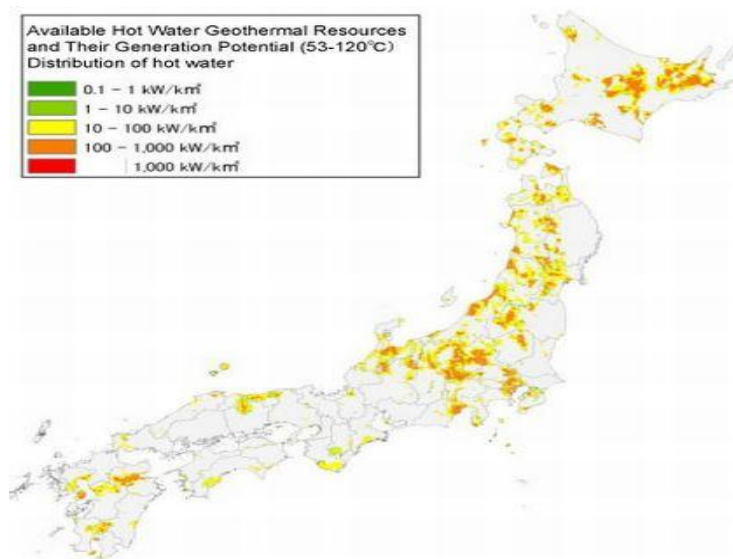 Available Hot Water Geothermal Resources
and Their Generation Potential (53-120℃)
Distribution of hot water
0.1 - 1 kW/k㎡
1 - 10 kW/k㎡
10 - 100 kW/k㎡
100 - 1,000 kW/k㎡
1,000 kW/k㎡